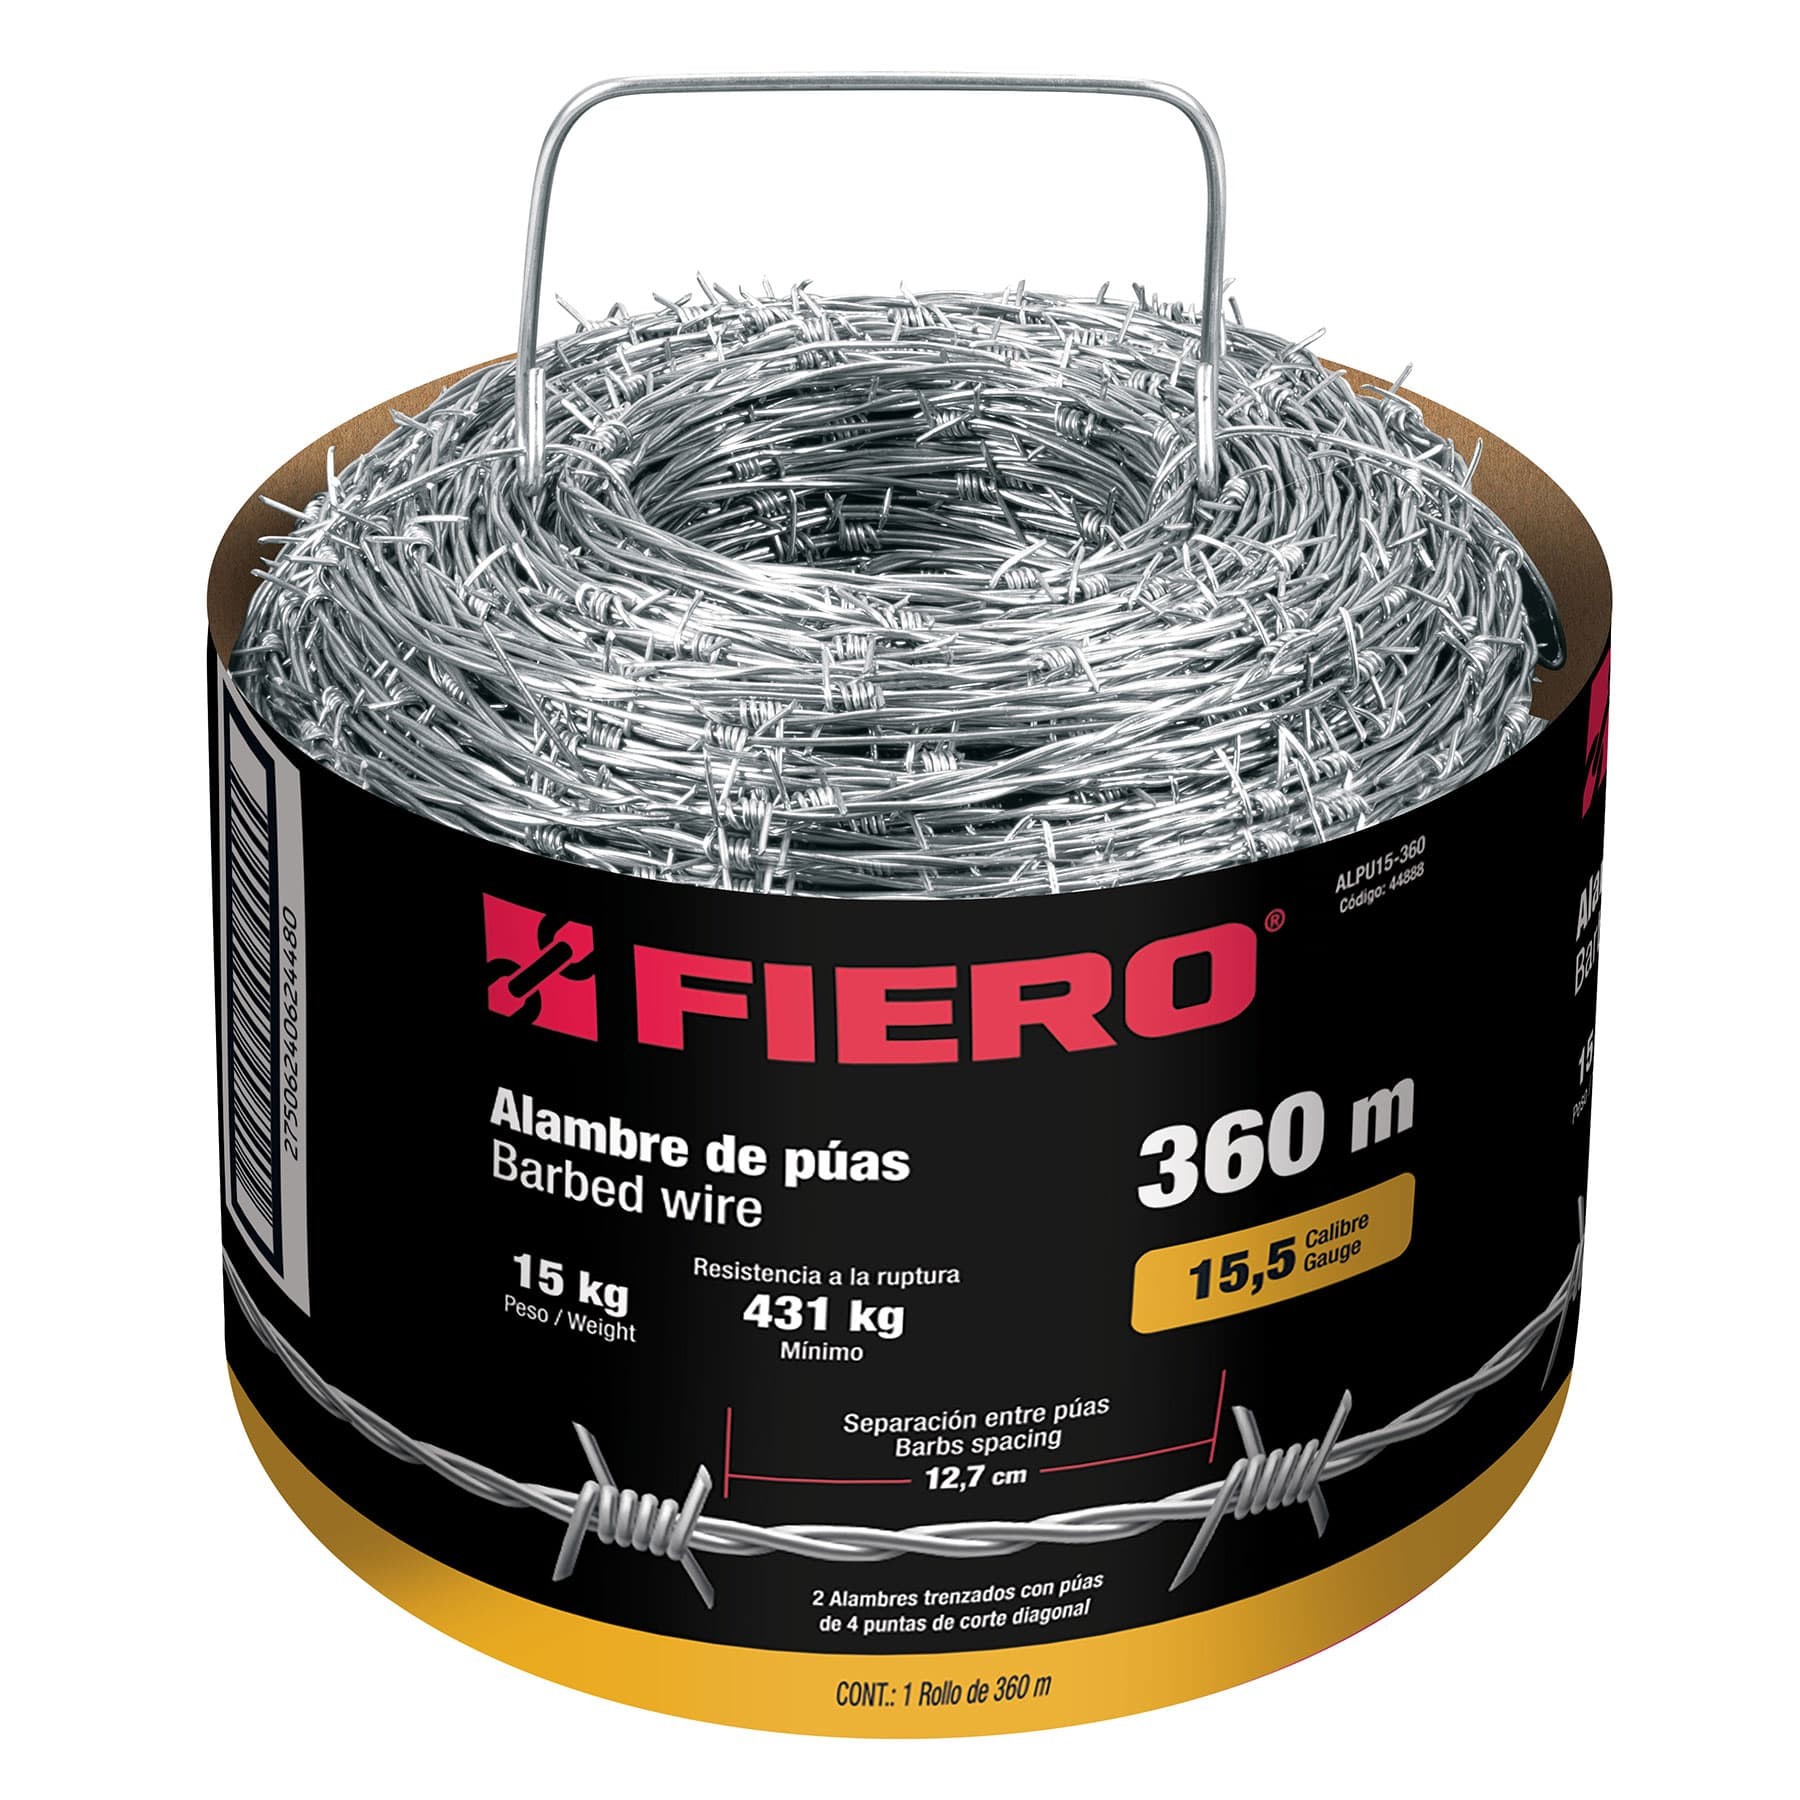 ALPU15-360
Código: 44888
FIERO®
Alambre de púas
Barbed wire
360 m
15,5 Calibre
Gauge
15 kg
Peso / Weight
Resistencia a la ruptura
431 kg
Mínimo
Separación entre púas
Barbs spacing
12,7 cm
2 Alambres trenzados con púas
de 4 puntas de corte diagonal
CONT.: 1 Rollo de 360 m
27506240624480
15